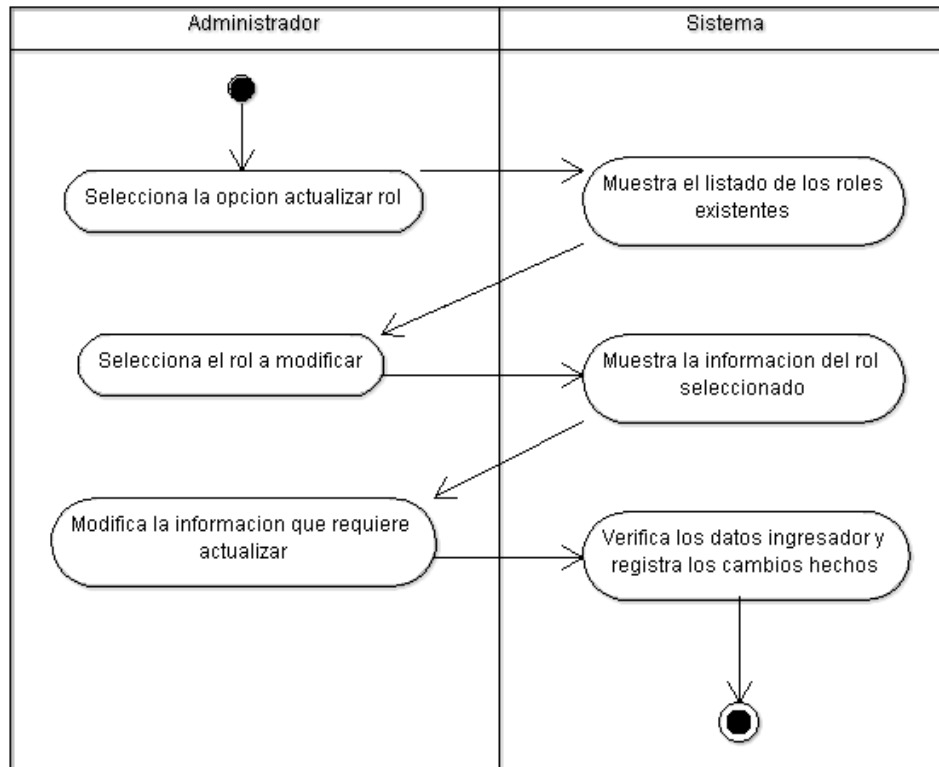 Administrador
Sistema
Selecciona la opcion actualizar rol
Muestra el listado de los roles
existentes
Selecciona el rol a modificar
Muestra la informacion del rol
seleccionado
Modifica la informacion que requiere
actualizar
Verifica los datos ingresador y
registra los cambios hechos